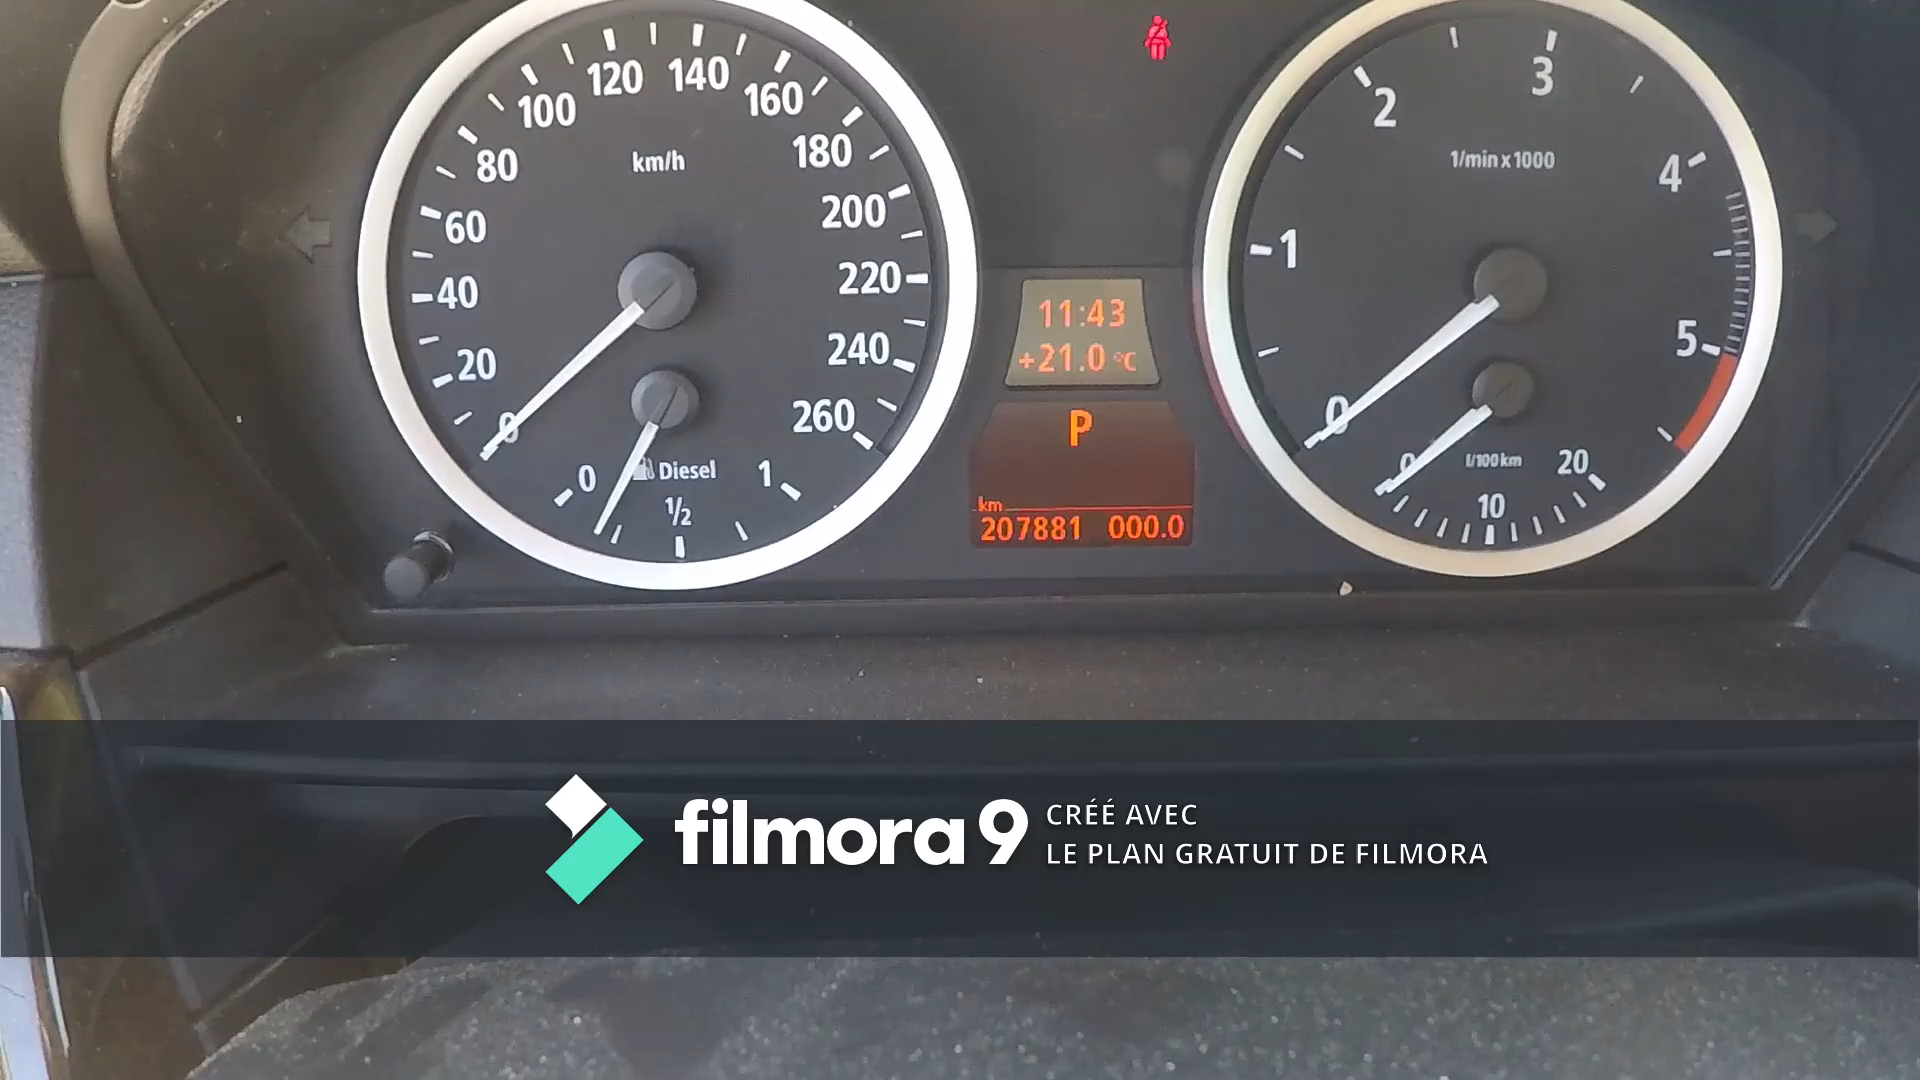 0 20 40 60 80 100 120 140 160 180 200 220 240 260
km/h
0 1/2 1
Diesel
11:43
+21.0 °C
P
km
207881 000.0
0 1 2 3 4 5
1/min x 1000
0 10 20
l/100km
filmora 9
CRÉÉ AVEC
LE PLAN GRATUIT DE FILMORA